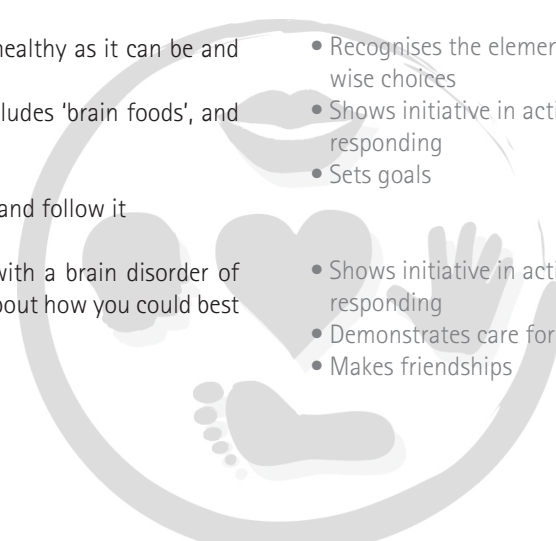 healthy as it can be and
cludes 'brain foods', and
and follow it
with a brain disorder of
bout how you could best
• Recognises the elemen
wise choices
• Shows initiative in acti
responding
• Sets goals
• Shows initiative in acti
responding
• Demonstrates care for
• Makes friendships